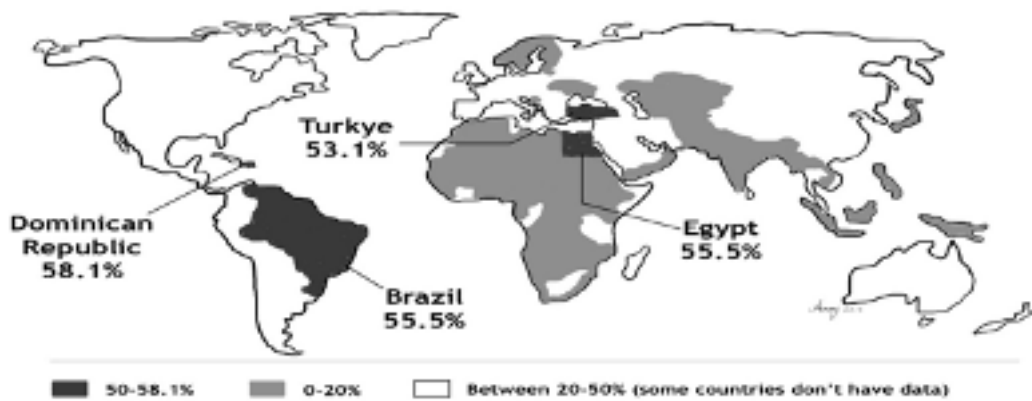 Turkye
53.1%
Dominican
Republic
58.1%
Egypt
55.5%
Brazil
55.5%
50-58.1%
0-20%
Between 20-50% (some countries don't have data)